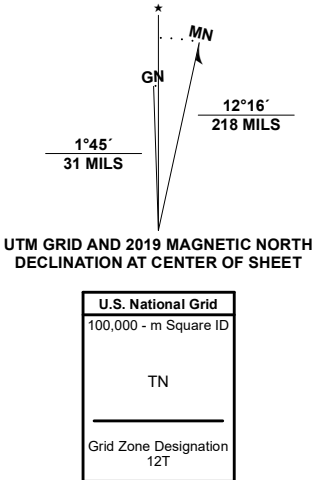 ★
MN
GN
12°16´
218 MILS
1°45´
31 MILS
UTM GRID AND 2019 MAGNETIC NORTH
DECLINATION AT CENTER OF SHEET
U.S. National Grid
100,000 - m Square ID
TN
Grid Zone Designation
12T